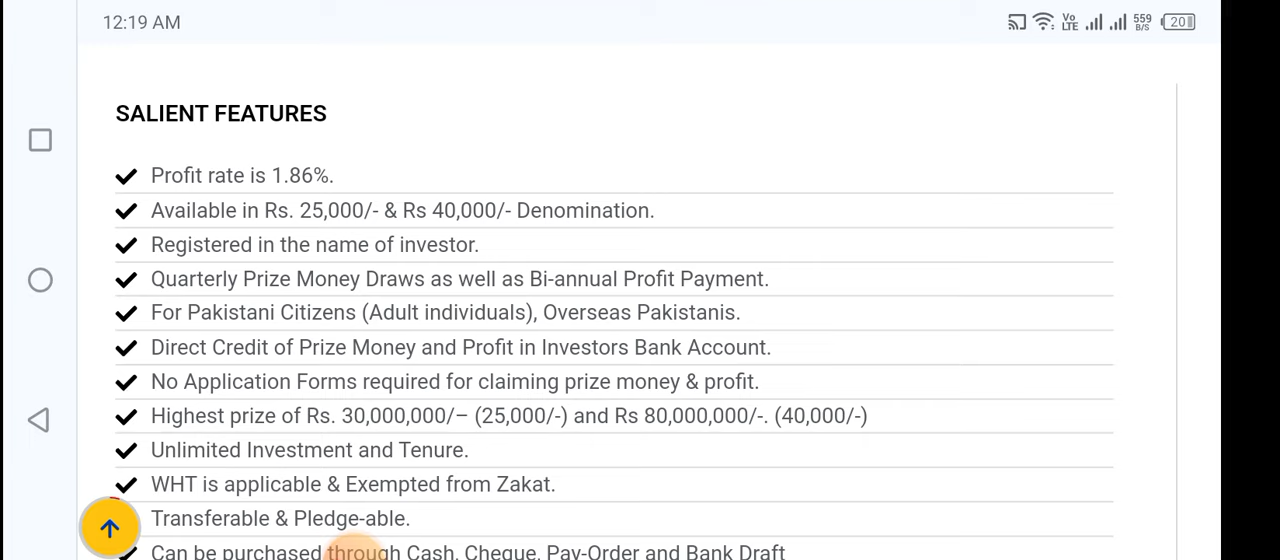 12:19 AM
Vo LTE
559 B/S
20
SALIENT FEATURES
Profit rate is 1.86%.
Available in Rs. 25,000/- & Rs 40,000/- Denomination.
Registered in the name of investor.
Quarterly Prize Money Draws as well as Bi-annual Profit Payment.
For Pakistani Citizens (Adult individuals), Overseas Pakistanis.
Direct Credit of Prize Money and Profit in Investors Bank Account.
No Application Forms required for claiming prize money & profit.
Highest prize of Rs. 30,000,000/– (25,000/-) and Rs 80,000,000/-. (40,000/-)
Unlimited Investment and Tenure.
WHT is applicable & Exempted from Zakat.
Transferable & Pledge-able.
Can be purchased through Cash, Cheque, Pay-Order and Bank Draft